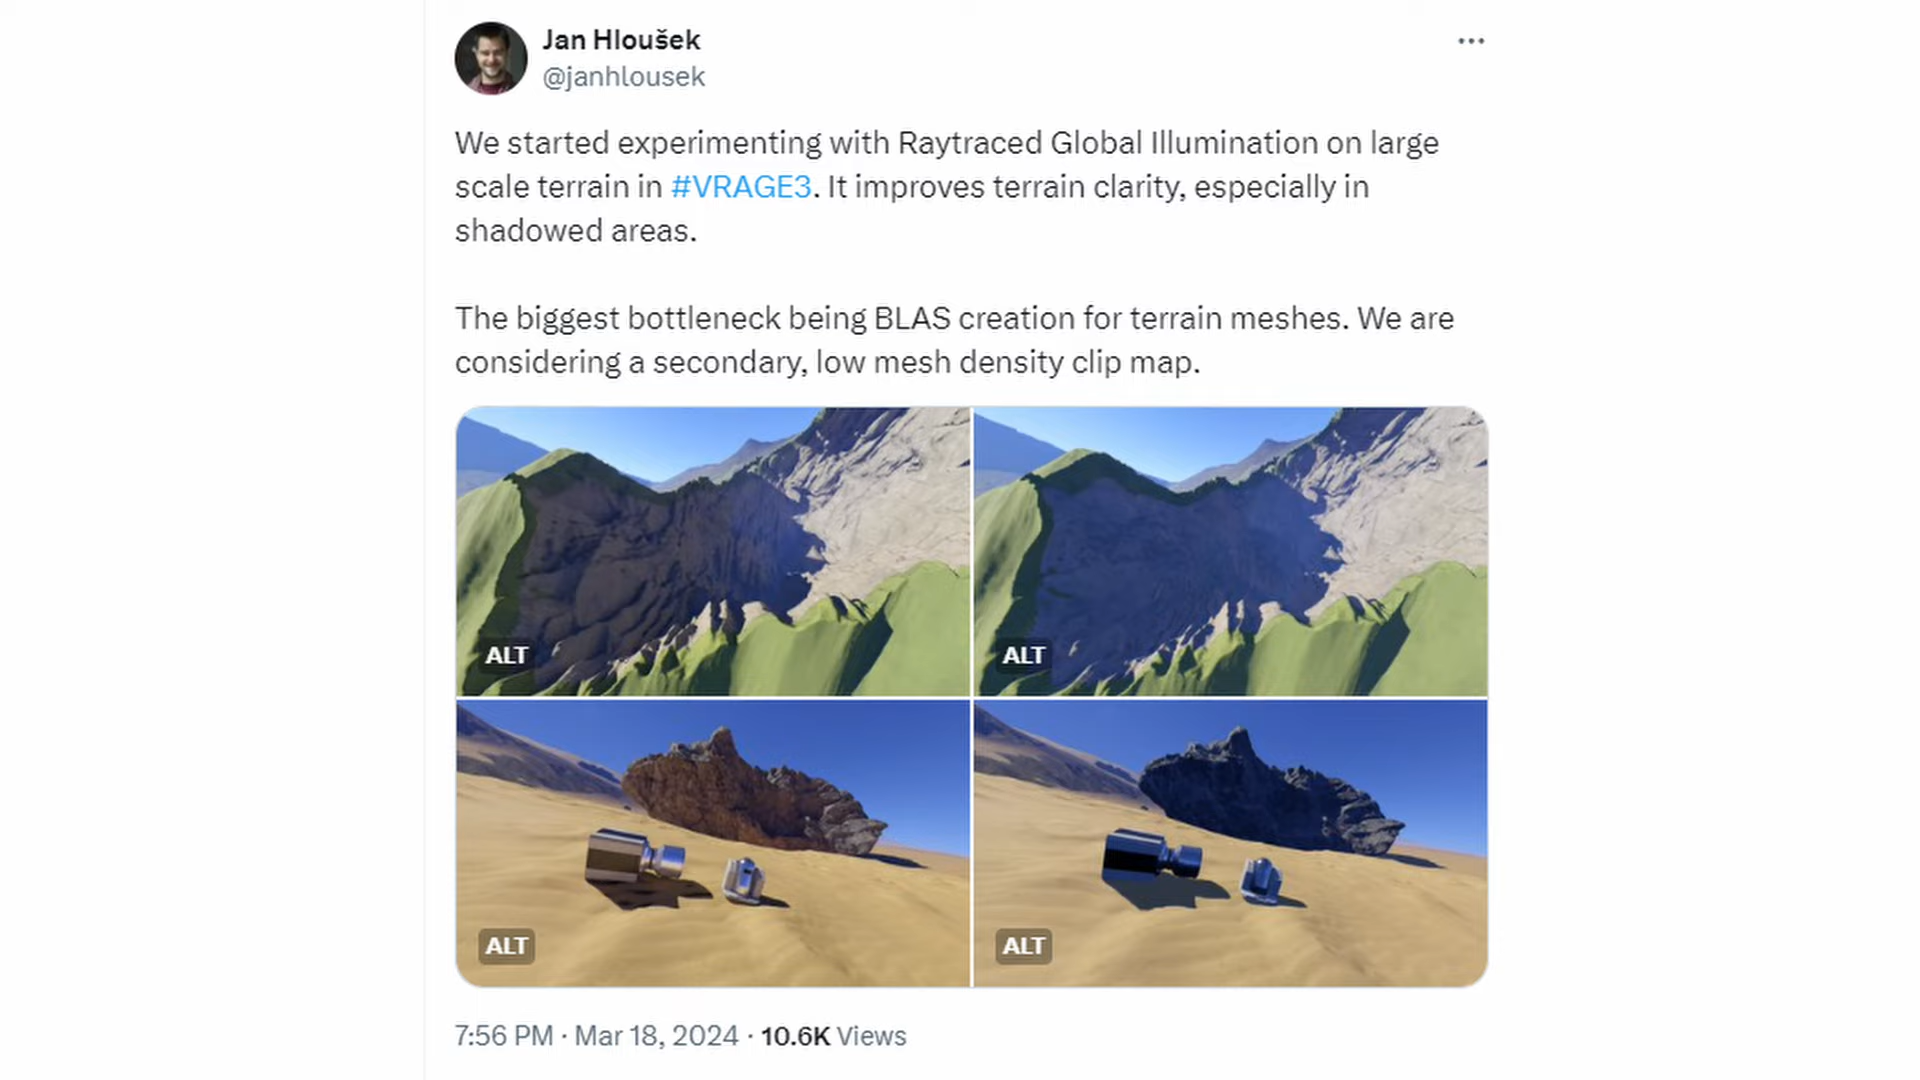 Jan Hloušek
@janhlousek
We started experimenting with Raytraced Global Illumination on large
scale terrain in #VRAGE3. It improves terrain clarity, especially in
shadowed areas.
The biggest bottleneck being BLAS creation for terrain meshes. We are
considering a secondary, low mesh density clip map.
ALT
ALT
ALT
ALT
7:56 PM · Mar 18, 2024 · 10.6K Views